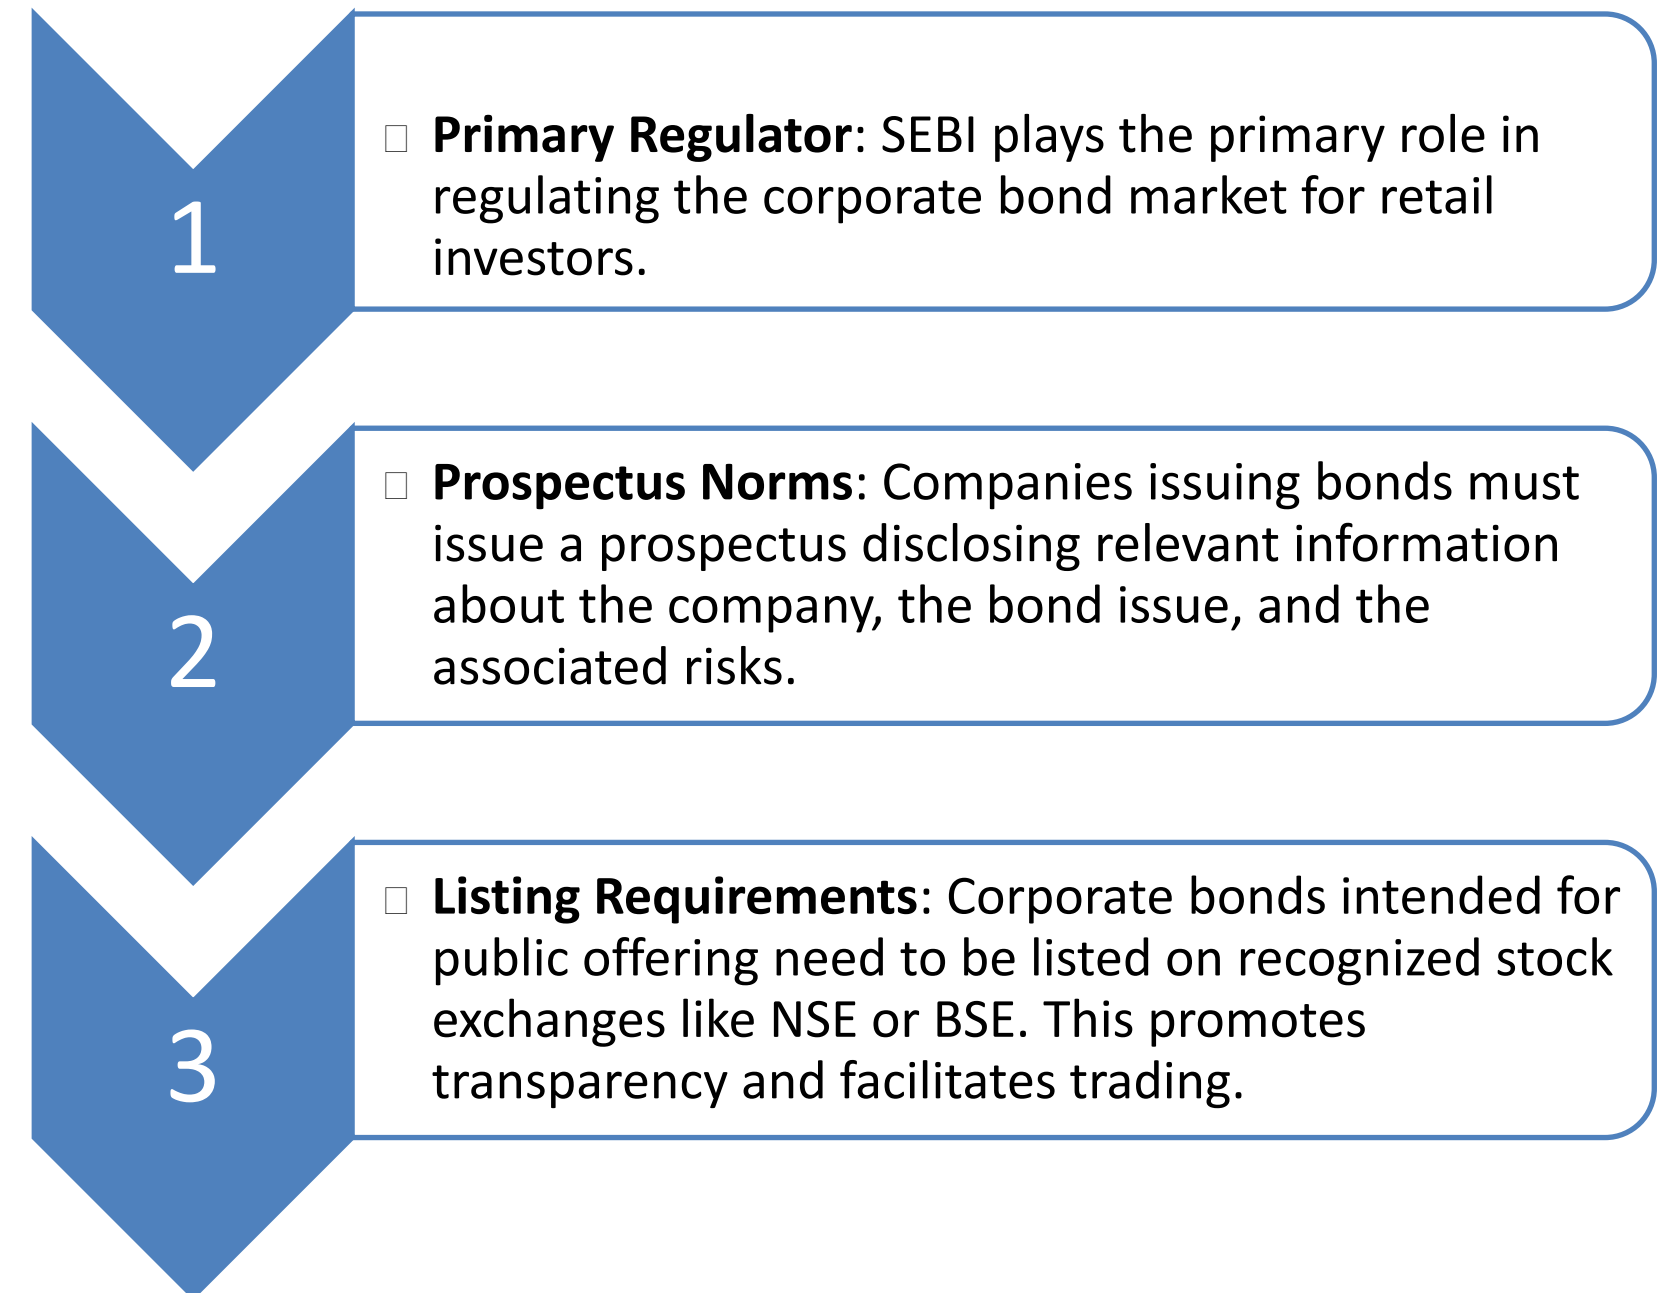 1
Primary Regulator: SEBI plays the primary role in
regulating the corporate bond market for retail
investors.
2
Prospectus Norms: Companies issuing bonds must
issue a prospectus disclosing relevant information
about the company, the bond issue, and the
associated risks.
3
Listing Requirements: Corporate bonds intended for
public offering need to be listed on recognized stock
exchanges like NSE or BSE. This promotes
transparency and facilitates trading.